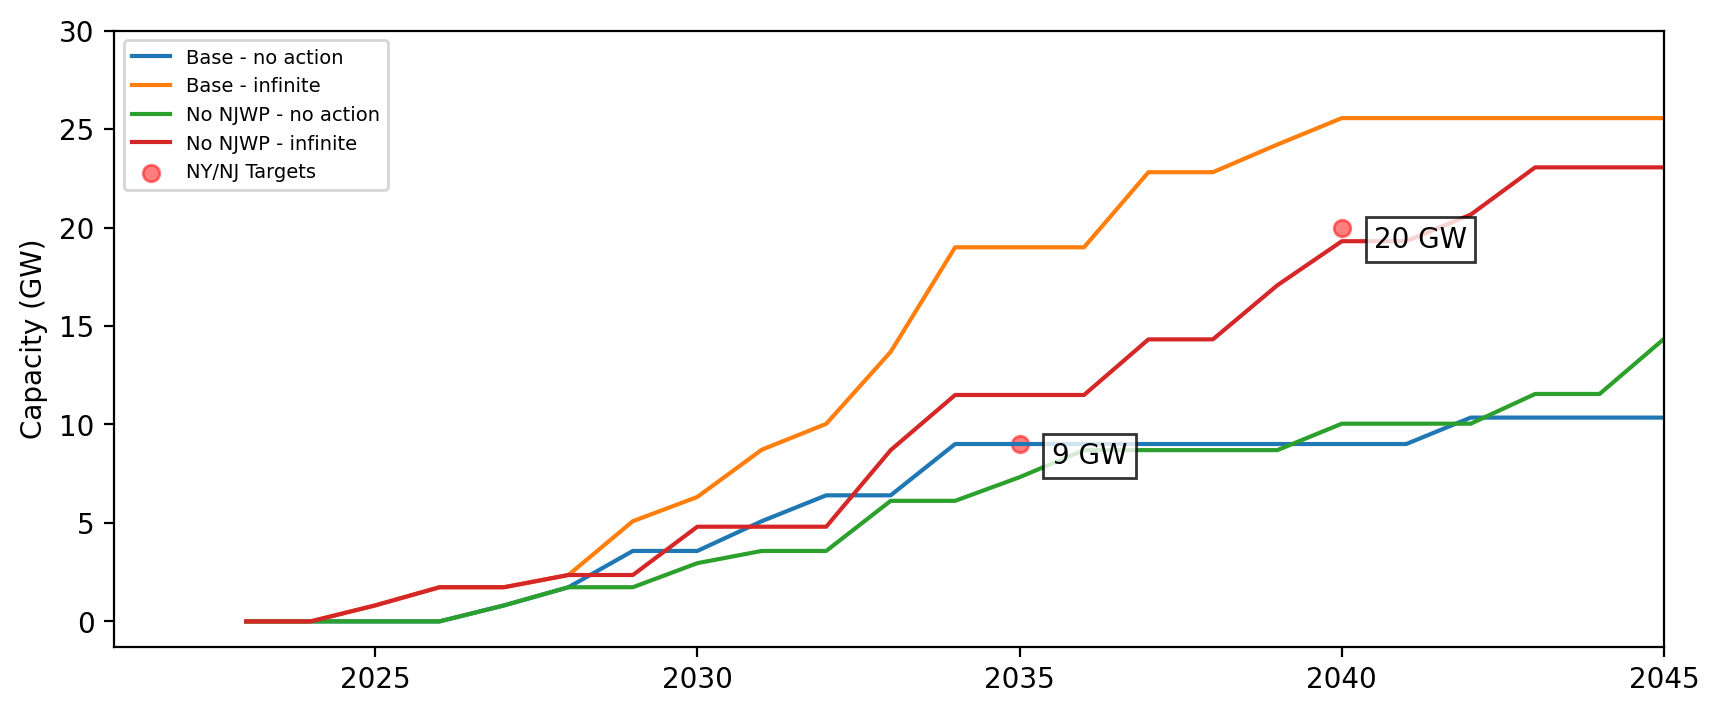 30
25
20
15
10
5
0
Capacity (GW)
Base - no action
Base - infinite
No NJWP - no action
No NJWP - infinite
NY/NJ Targets
20 GW
9 GW
2025
2030
2035
2040
2045